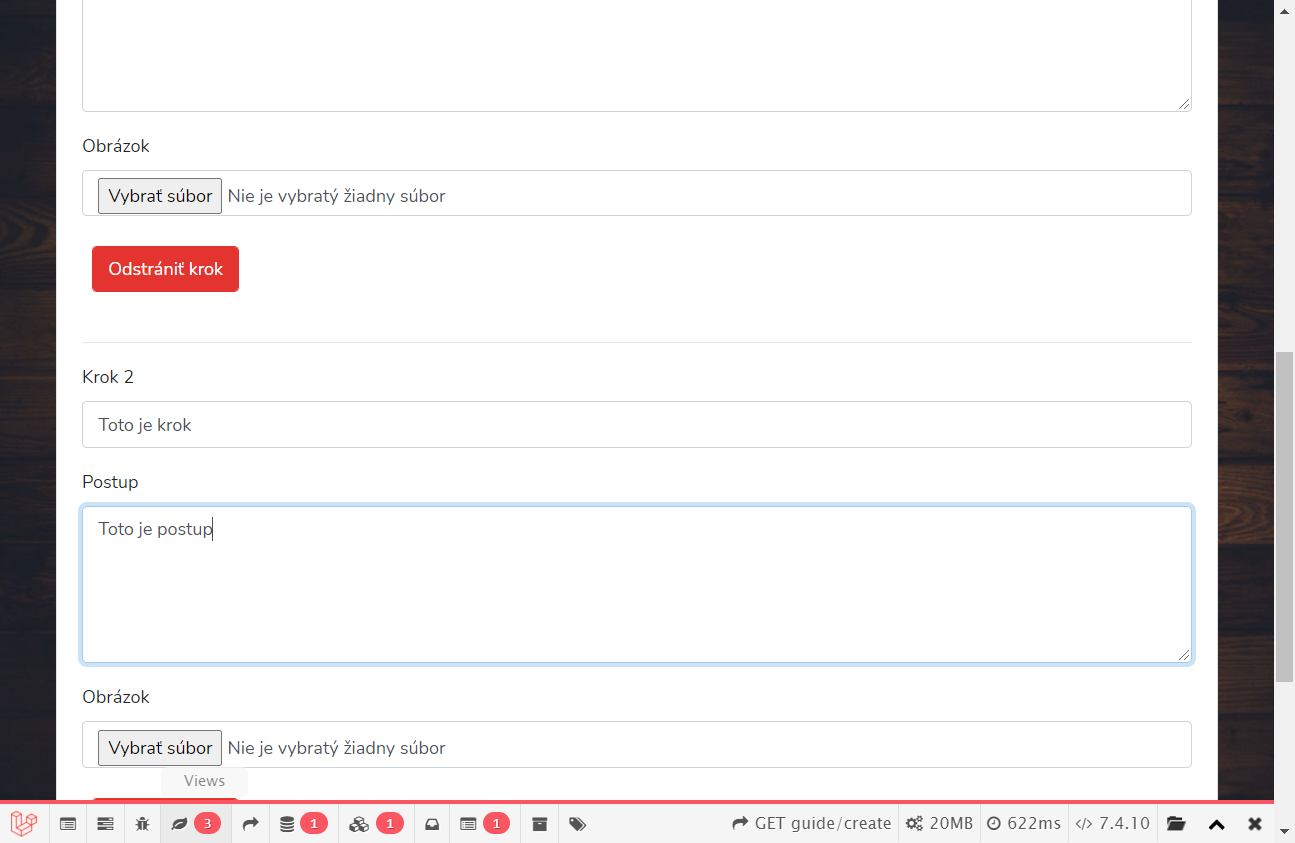 Obrázok
Vybrať súbor Nie je vybratý žiadny súbor
Odstrániť krok
Krok 2
Toto je krok
Postup
Toto je postup
Obrázok
Vybrať súbor Nie je vybratý žiadny súbor
Views
3 1 1 1 GET guide/create 20MB 622ms 7.4.10